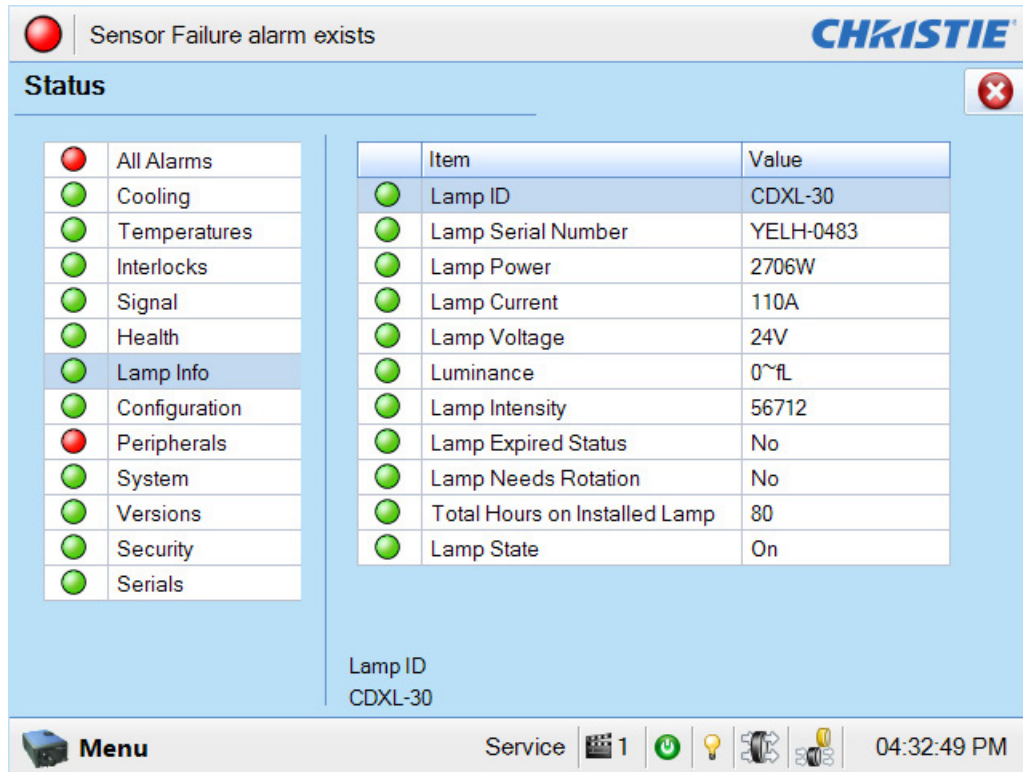 Sensor Failure alarm exists
CHRISTIE
Status
All Alarms
Cooling
Temperatures
Interlocks
Signal
Health
Lamp Info
Configuration
Peripherals
System
Versions
Security
Serials
Item Value
Lamp ID CDXL-30
Lamp Serial Number YELH-0483
Lamp Power 2706W
Lamp Current 110A
Lamp Voltage 24V
Luminance 0~fL
Lamp Intensity 56712
Lamp Expired Status No
Lamp Needs Rotation No
Total Hours on Installed Lamp 80
Lamp State On
Lamp ID
CDXL-30
Menu Service 1 04:32:49 PM